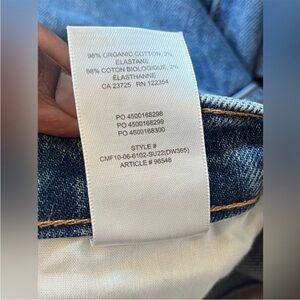 98% ORGANIC COTTON, 2%
ELASTANE
98% COTON BIOLOGIQUE, 2%
ÉLASTHANNE
CA 23725 RN 122354
PO 4500168298
PO 4500168299
PO 4500168300
STYLE #
CMF10-06-6102-SU22(DW365)
ARTICLE # 96548